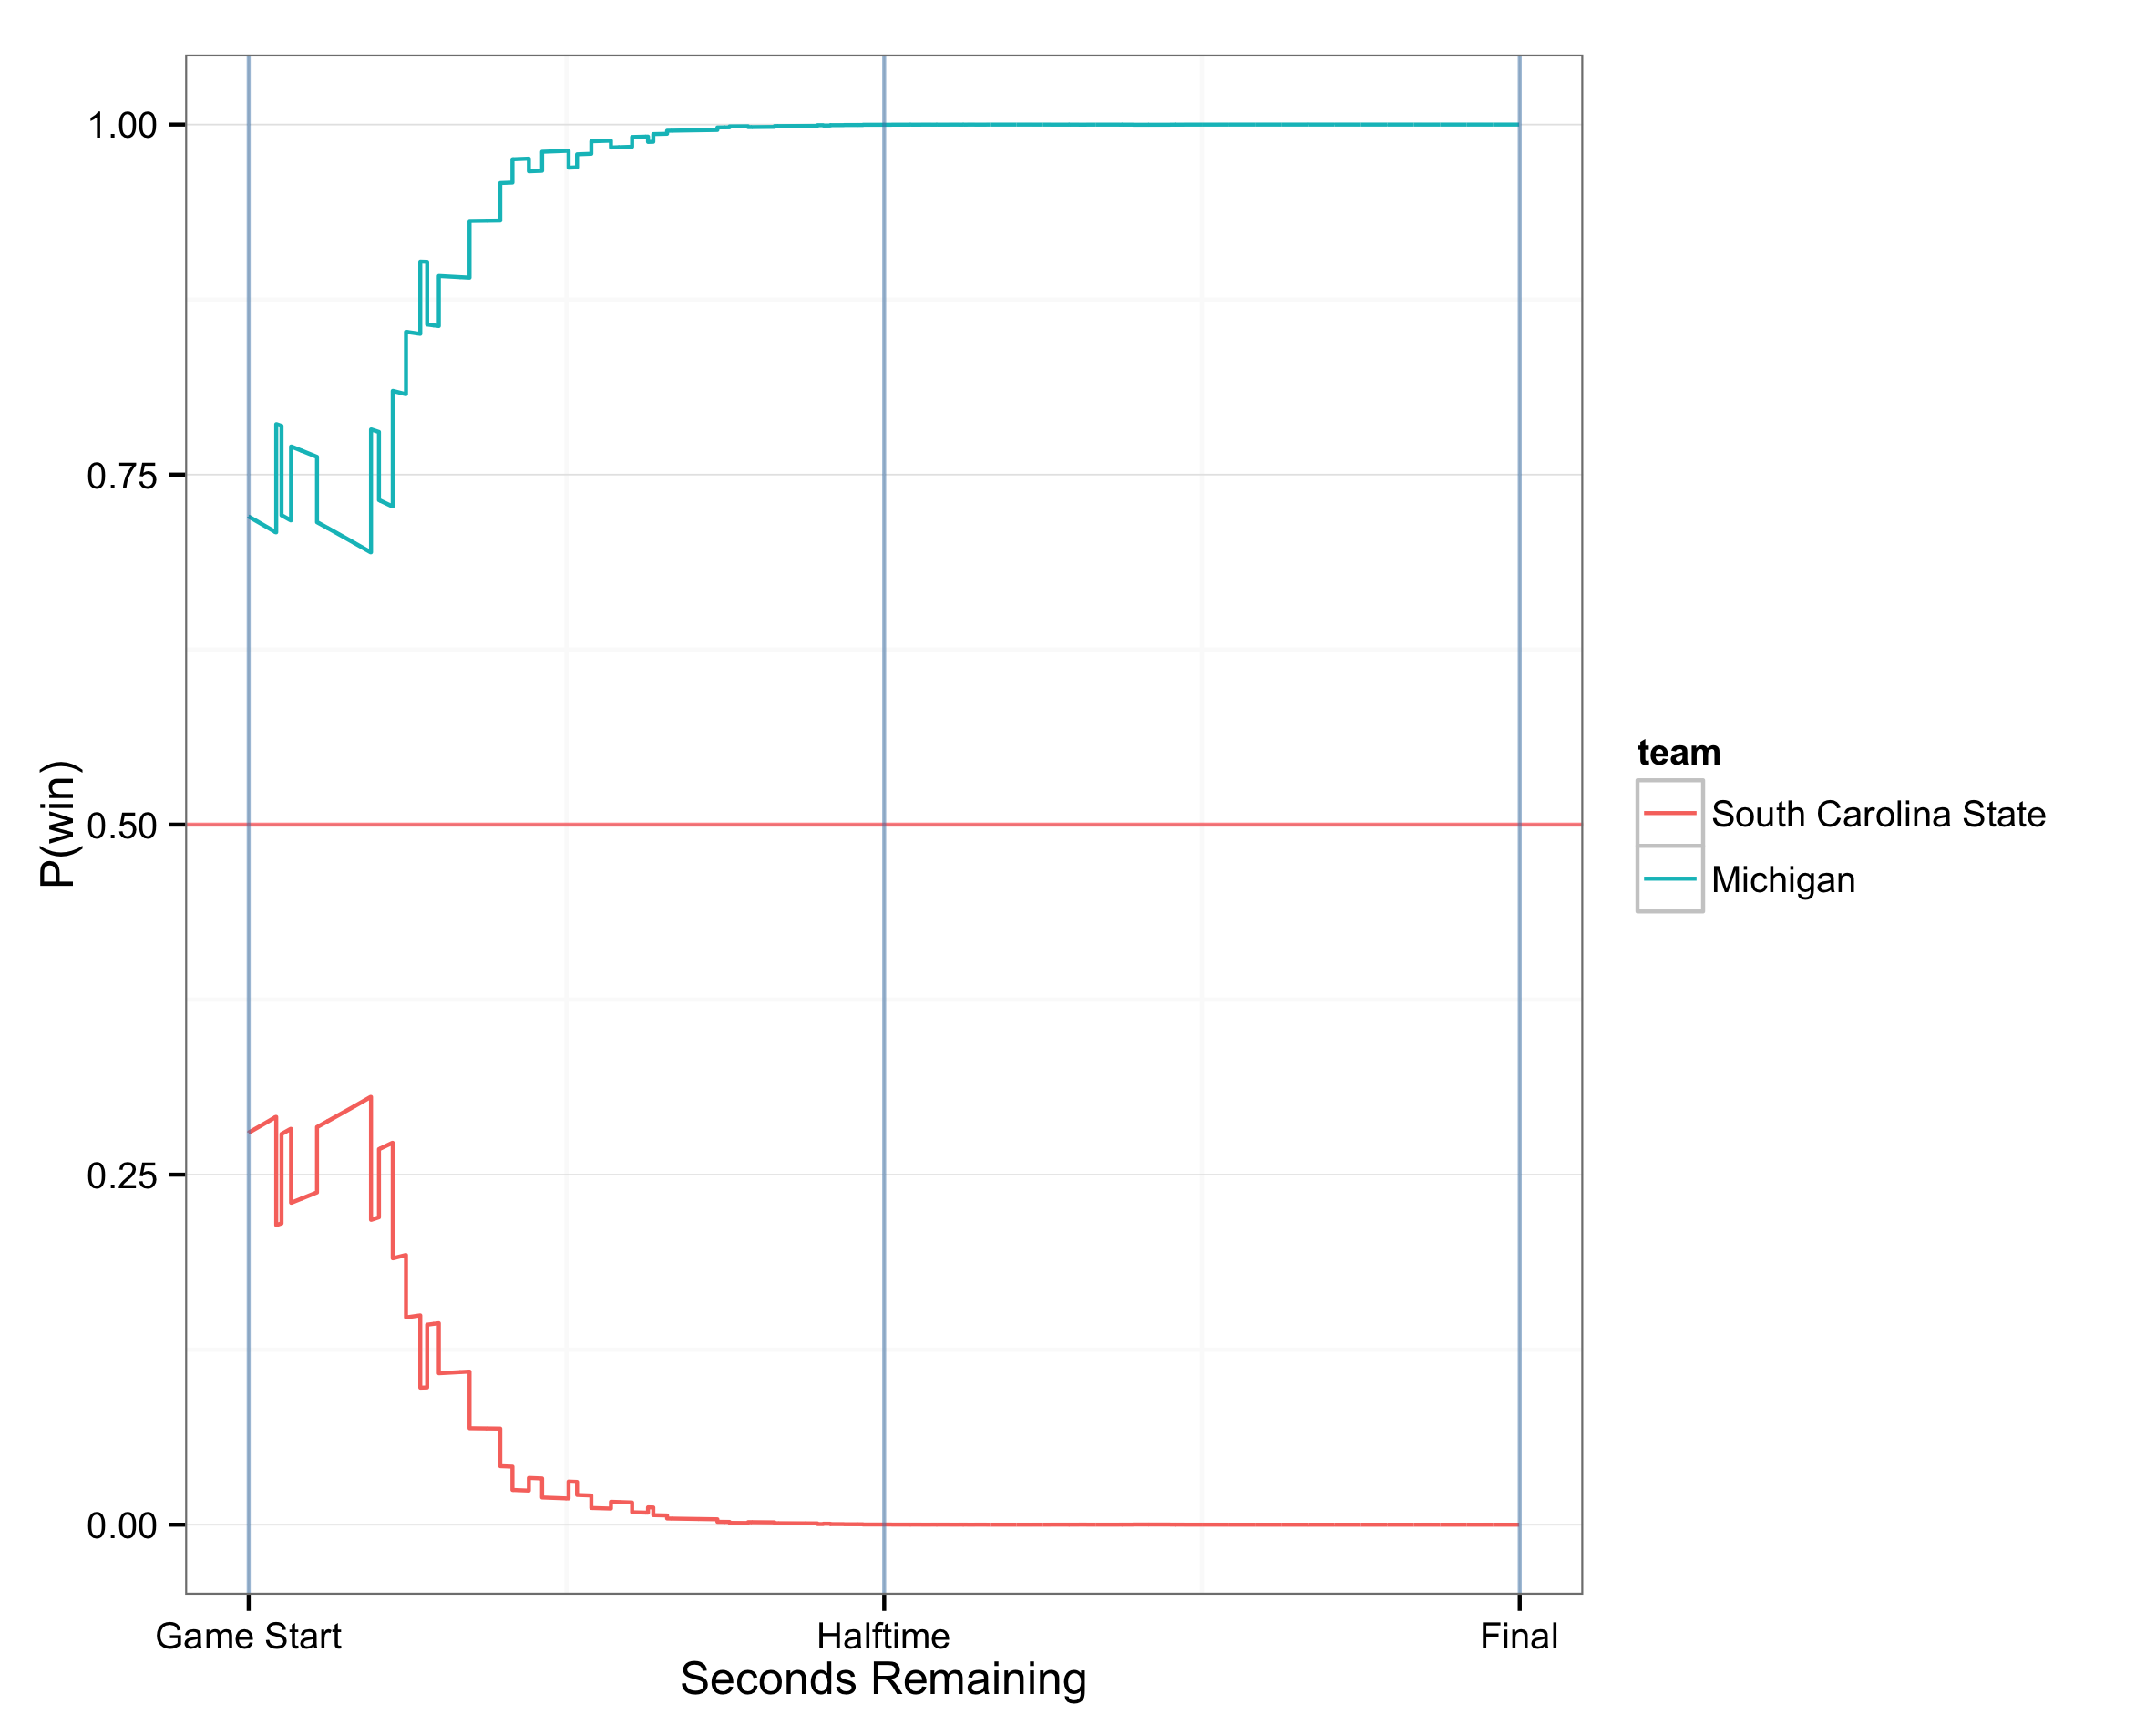 1.00
0.75
0.50
0.25
0.00
P(win)
Game Start
Halftime
Final
Seconds Remaining
team
South Carolina State
Michigan